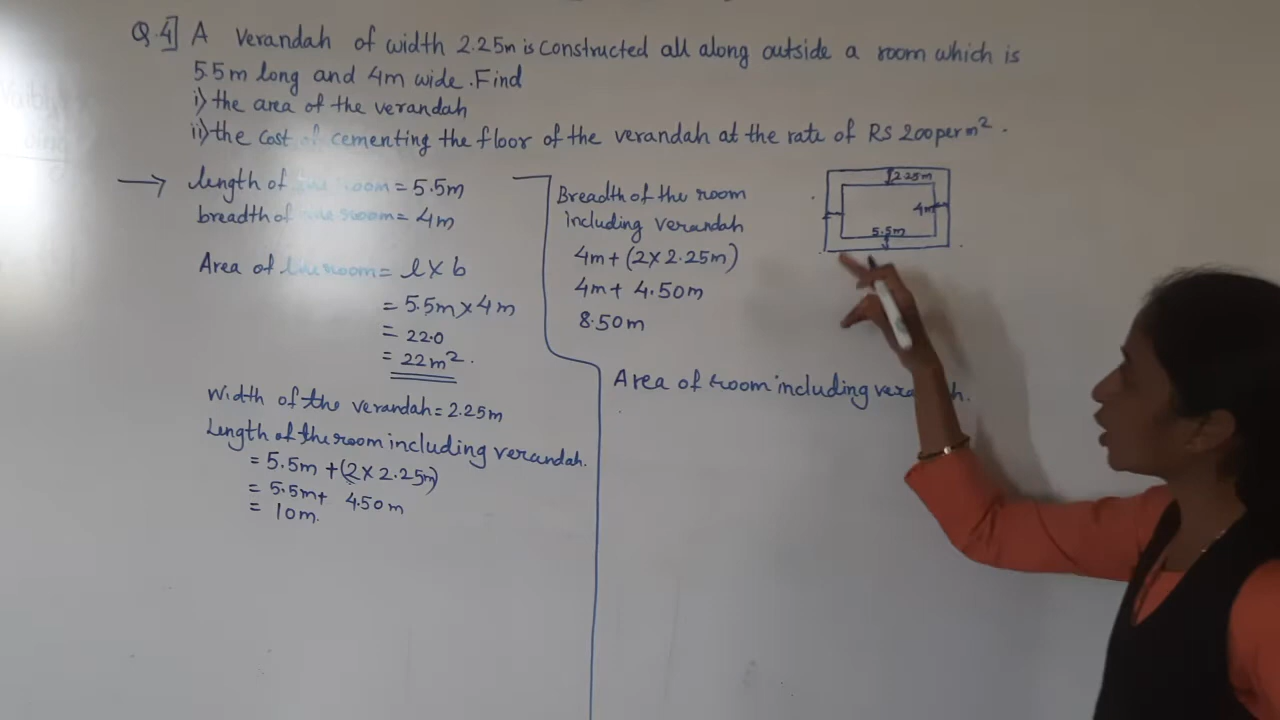 Q.4] A verandah of width 2.25m is constructed all along outside a room which is
5.5m long and 4m wide. Find
i) the area of the verandah
ii) the cost of cementing the floor of the verandah at the rate of RS 200 per m².
→ length of the room = 5.5m
breadth of the room = 4m
Area of the room = l × b
= 5.5m × 4m
= 22.0
= 22m².
Width of the verandah = 2.25m
Length of the room including verandah.
= 5.5m + (2 × 2.25m)
= 5.5m + 4.50m
= 10m.
Breadth of the room
including verandah
4m + (2 × 2.25m)
4m + 4.50m
8.50m
Area of room including verandah.
2.25m
4m
5.5m